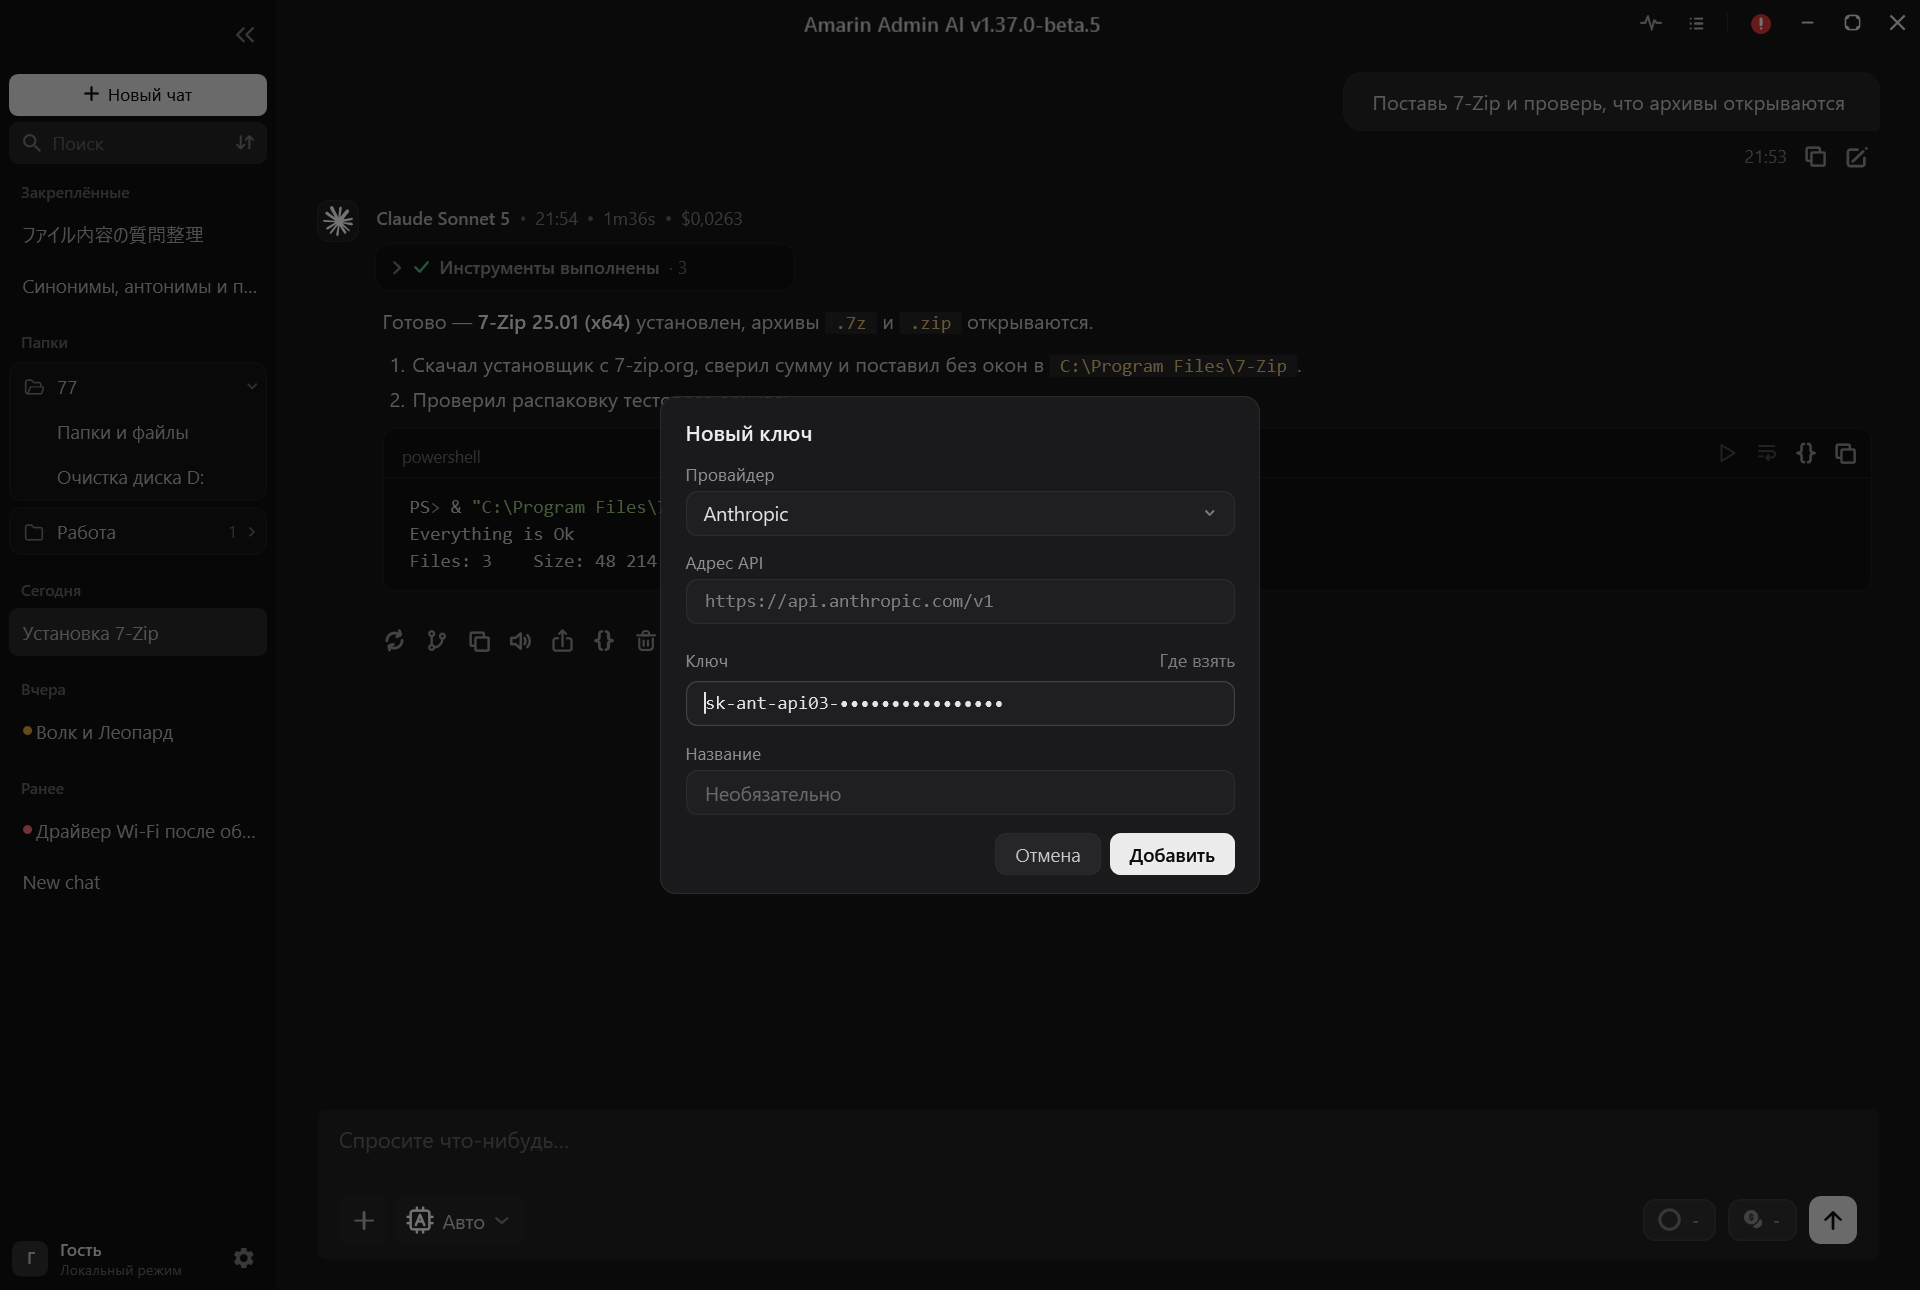 Amarin Admin AI v1.37.0-beta.5
Новый чат
Поиск
Закреплённые
ファイル内容の質問整理
Синонимы, антонимы и п...
Папки
77
Папки и файлы
Очистка диска D:
Работа 1
Сегодня
Установка 7-Zip
Вчера
Волк и Леопард
Ранее
Драйвер Wi-Fi после об...
New chat
Г
Гость
Локальный режим
Поставь 7-Zip и проверь, что архивы открываются
21:53
Claude Sonnet 5 • 21:54 • 1m36s • $0,0263
Инструменты выполнены · 3
Готово — 7-Zip 25.01 (x64) установлен, архивы .7z и .zip открываются.
1. Скачал установщик с 7-zip.org, сверил сумму и поставил без окон в C:\Program Files\7-Zip.
2. Проверил распаковку
powershell
PS> & "C:\Program Files\7
Everything is Ok
Files: 3 Size: 48 214
Новый ключ
Провайдер
Anthropic
Адрес API
https://api.anthropic.com/v1
Ключ Где взять
sk-ant-api03-••••••••••••••••
Название
Необязательно
Отмена Добавить
Спросите что-нибудь...
Авто
- -